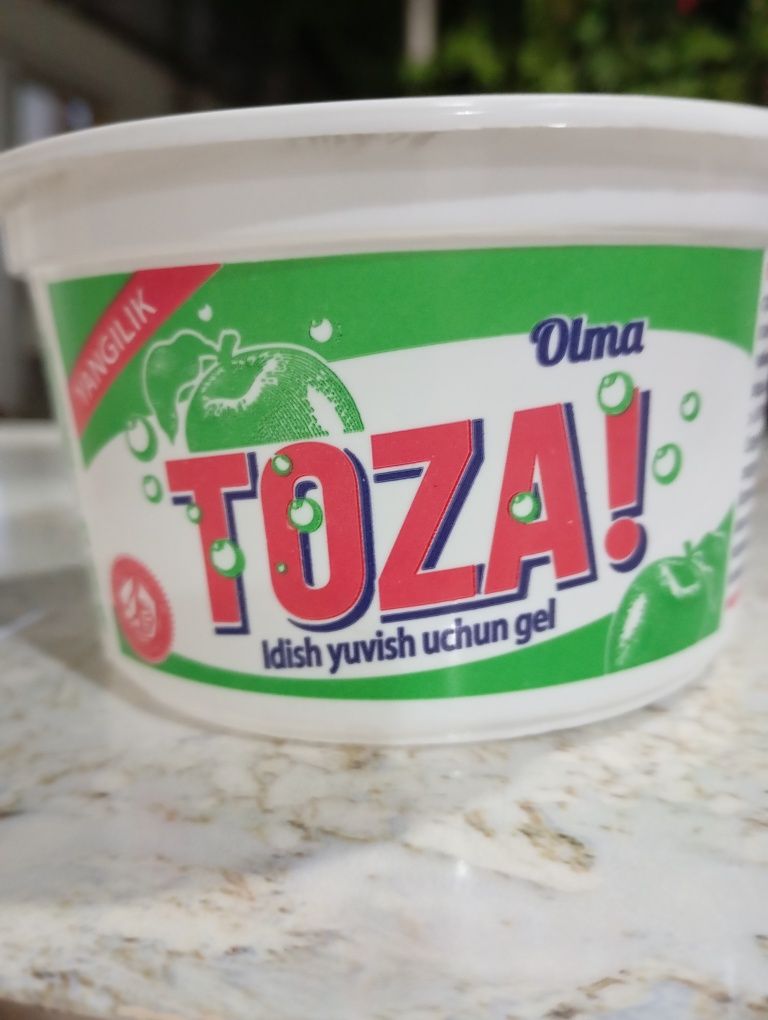 YANGILIK
Olma
TOZA!
Idish yuvish uchun gel